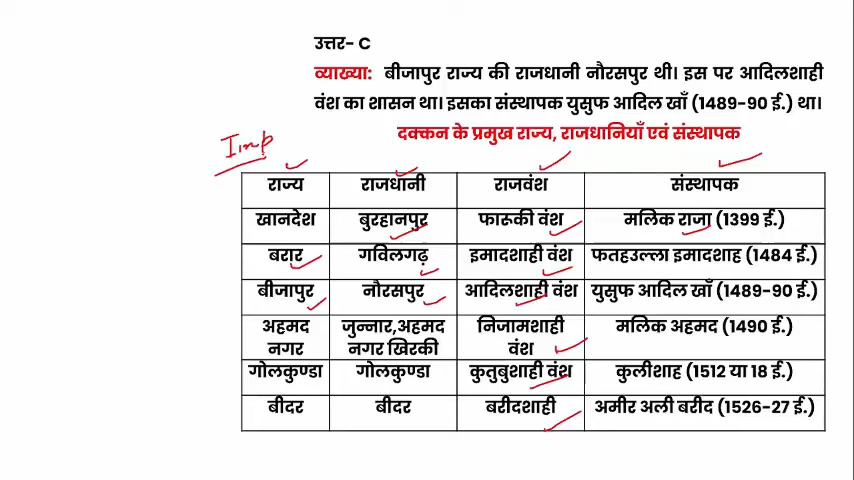 उत्तर- C
व्याख्या: बीजापुर राज्य की राजधानी नौरसपुर थी। इस पर आदिलशाही
वंश का शासन था। इसका संस्थापक युसुफ आदिल खाँ (1489-90 ई.) था।
दक्कन के प्रमुख राज्य, राजधानियाँ एवं संस्थापक
Imp
राज्य राजधानी राजवंश संस्थापक
खानदेश बुरहानपुर फारूकी वंश मलिक राजा (1399 ई.)
बरार गविलगढ़ इमादशाही वंश फतहउल्ला इमादशाह (1484 ई.)
बीजापुर नौरसपुर आदिलशाही वंश युसुफ आदिल खाँ (1489-90 ई.)
अहमद जुन्नार,अहमद निजामशाही मलिक अहमद (1490 ई.)
नगर नगर खिरकी वंश
गोलकुण्डा गोलकुण्डा कुतुबुशाही वंश कुलीशाह (1512 या 18 ई.)
बीदर बीदर बरीदशाही अमीर अली बरीद (1526-27 ई.)